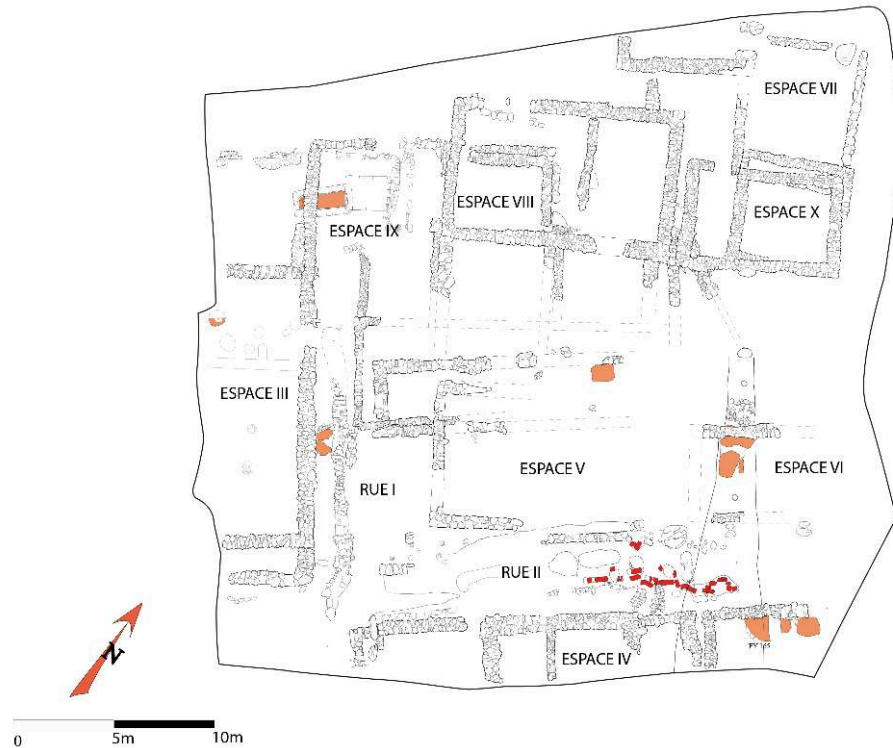 ESPACE VII
ESPACE VIII
ESPACE X
ESPACE IX
ESPACE III
ESPACE V
ESPACE VI
RUE I
RUE II
ESPACE IV
N
0 5m 10m